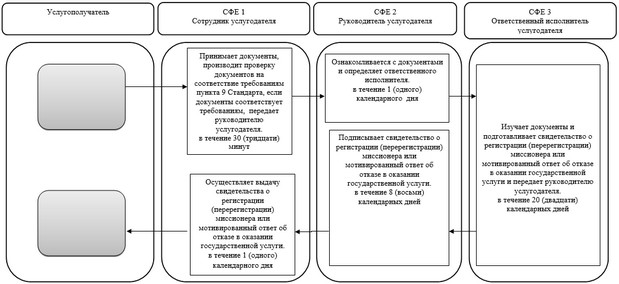 Услугополучатель
СФЕ 1
Сотрудник услугодателя
СФЕ 2
Руководитель услугодателя
СФЕ 3
Ответственный исполнитель
услугодателя
Принимает документы,
производит проверку
документов на
соответствие требованиям
пункта 9 Стандарта, если
документы соответствует
требованиям, передает
руководителю
услугодателя.
в течение 30 (тридцати)
минут
Ознакомливается с документами
и определяет ответственного
исполнителя.
в течение 1 (одного)
календарного дня
Изучает документы и
подготавливает свидетельство о
регистрации (перерегистрации)
миссионера или
мотивированный ответ об отказе
в оказании государственной
услуги и передает руководителю
услугодателя.
в течение 20 (двадцати)
календарных дней
Подписывает свидетельство о
регистрации (перерегистрации)
миссионера или
мотивированный ответ об
отказе в оказании
государственной услуги.
в течение 8 (восьми)
календарных дней
Осуществляет выдачу
свидетельства о
регистрации
(перерегистрации)
миссионера или
мотивированный ответ об
отказе в оказании
государственной услуги.
в течение 1 (одного)
календарного дня